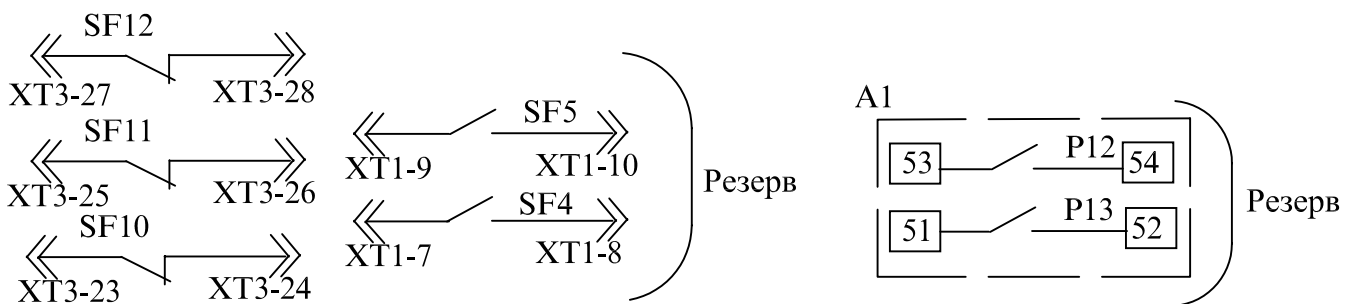 SF12
XT3-27 XT3-28
SF11
XT3-25 XT3-26
SF10
XT3-23 XT3-24
SF5
XT1-9 XT1-10
SF4
XT1-7 XT1-8
Резерв
A1
53 P12 54
51 P13 52
Резерв